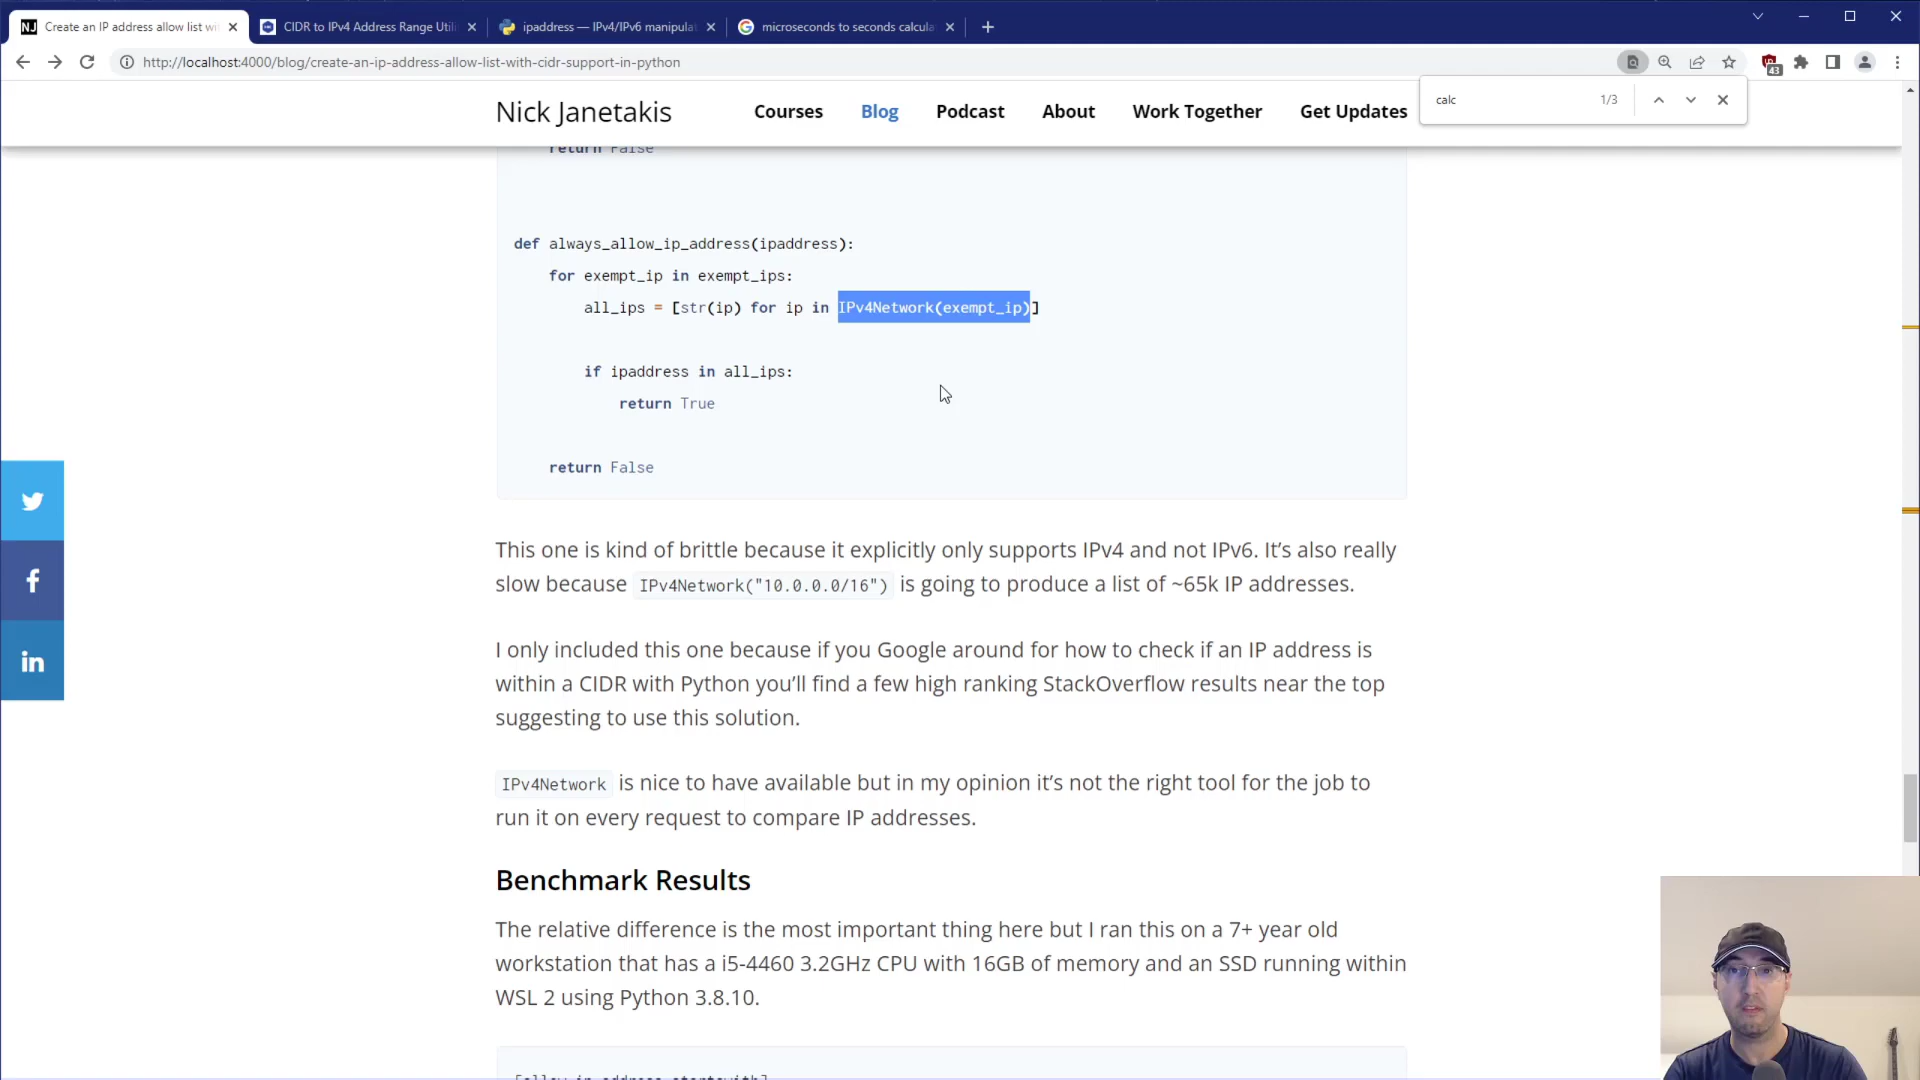 NJ Create an IP address allow list wi
CIDR to IPv4 Address Range Util
ipaddress — IPv4/IPv6 manipulat
microseconds to seconds calcula
http://localhost:4000/blog/create-an-ip-address-allow-list-with-cidr-support-in-python
43
calc 1/3
Nick Janetakis
Courses Blog Podcast About Work Together Get Updates
return False
def always_allow_ip_address(ipaddress):
for exempt_ip in exempt_ips:
all_ips = [str(ip) for ip in IPv4Network(exempt_ip)]
if ipaddress in all_ips:
return True
return False
This one is kind of brittle because it explicitly only supports IPv4 and not IPv6. It's also really
slow because IPv4Network("10.0.0.0/16") is going to produce a list of ~65k IP addresses.
I only included this one because if you Google around for how to check if an IP address is
within a CIDR with Python you'll find a few high ranking StackOverflow results near the top
suggesting to use this solution.
IPv4Network is nice to have available but in my opinion it's not the right tool for the job to
run it on every request to compare IP addresses.
Benchmark Results
The relative difference is the most important thing here but I ran this on a 7+ year old
workstation that has a i5-4460 3.2GHz CPU with 16GB of memory and an SSD running within
WSL 2 using Python 3.8.10.